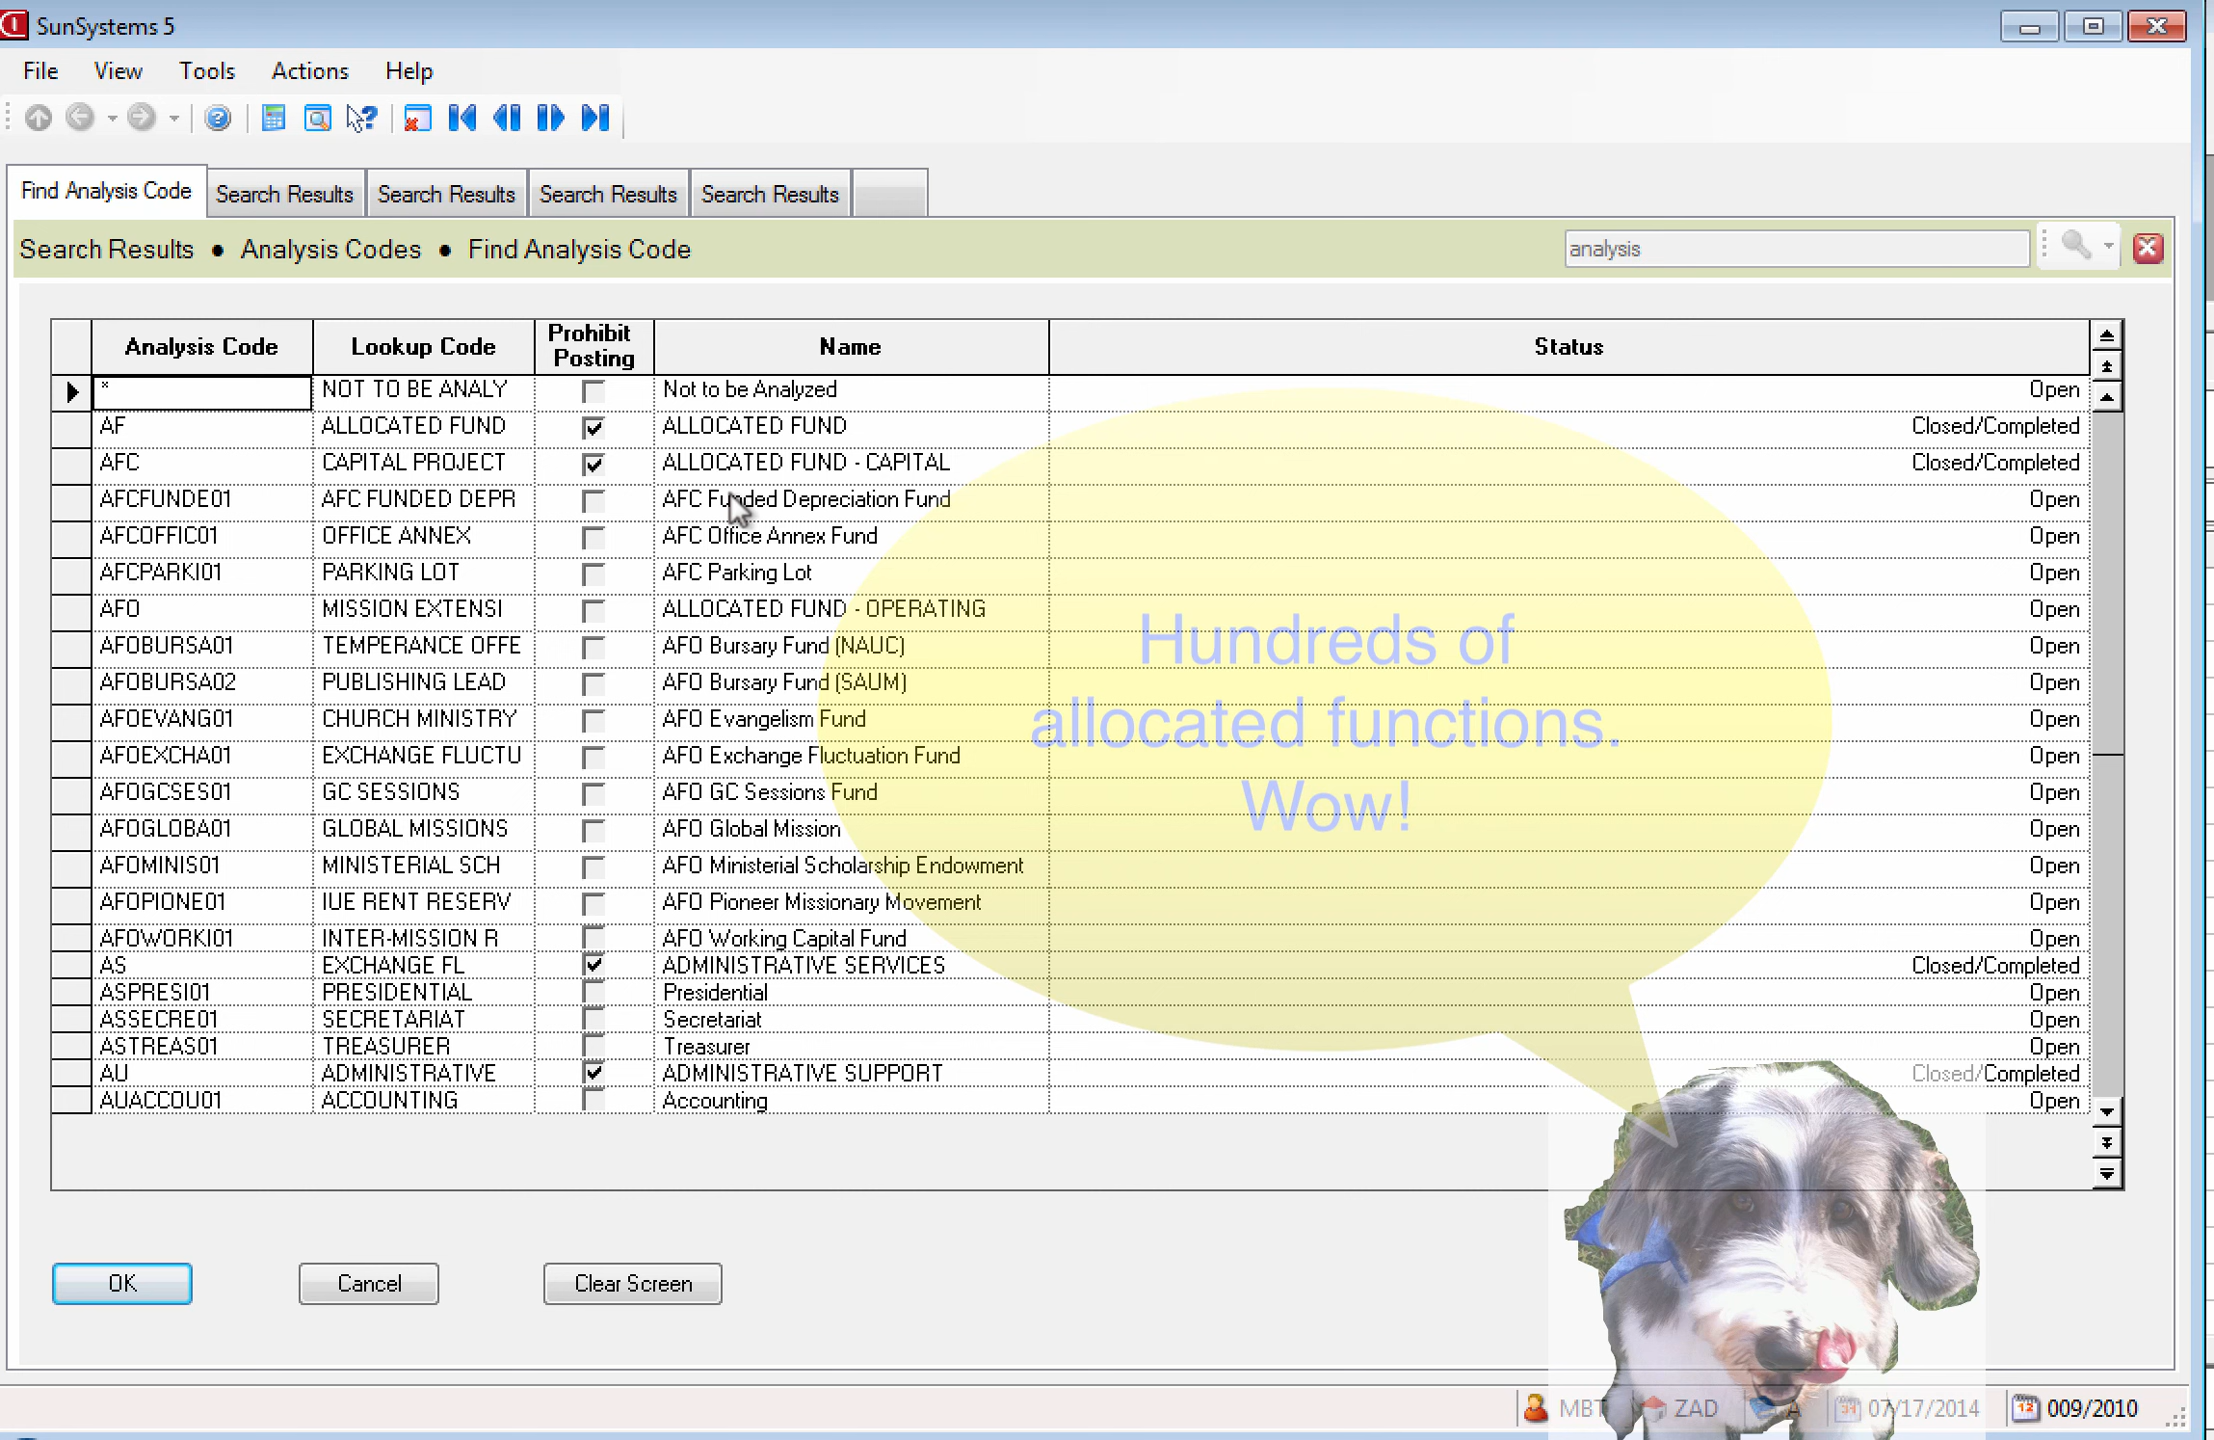 SunSystems 5
File View Tools Actions Help
Find Analysis Code Search Results Search Results Search Results Search Results
Search Results • Analysis Codes • Find Analysis Code analysis
Analysis Code Lookup Code Prohibit Posting Name Status
* NOT TO BE ANALY Not to be Analyzed Open
AF ALLOCATED FUND ALLOCATED FUND Closed/Completed
AFC CAPITAL PROJECT ALLOCATED FUND - CAPITAL Closed/Completed
AFCFUNDE01 AFC FUNDED DEPR AFC Funded Depreciation Fund Open
AFCOFFIC01 OFFICE ANNEX AFC Office Annex Fund Open
AFCPARKI01 PARKING LOT AFC Parking Lot Open
AFO MISSION EXTENSI ALLOCATED FUND - OPERATING Open
AFOBURSA01 TEMPERANCE OFFE AFO Bursary Fund (NAUC) Open
AFOBURSA02 PUBLISHING LEAD AFO Bursary Fund (SAUM) Open
AFOEVANG01 CHURCH MINISTRY AFO Evangelism Fund Open
AFOEXCHA01 EXCHANGE FLUCTU AFO Exchange Fluctuation Fund Open
AFOGCSES01 GC SESSIONS AFO GC Sessions Fund Open
AFOGLOBA01 GLOBAL MISSIONS AFO Global Mission Open
AFOMINIS01 MINISTERIAL SCH AFO Ministerial Scholarship Endowment Open
AFOPIONE01 IUE RENT RESERV AFO Pioneer Missionary Movement Open
AFOWORKI01 INTER-MISSION R AFO Working Capital Fund Open
AS EXCHANGE FL ADMINISTRATIVE SERVICES Closed/Completed
ASPRESI01 PRESIDENTIAL Presidential Open
ASSECRE01 SECRETARIAT Secretariat Open
ASTREAS01 TREASURER Treasurer Open
AU ADMINISTRATIVE ADMINISTRATIVE SUPPORT Closed/Completed
AUACCOU01 ACCOUNTING Accounting Open
Hundreds of
allocated functions.
Wow!
OK Cancel Clear Screen
MBT ZAD A 07/17/2014 009/2010